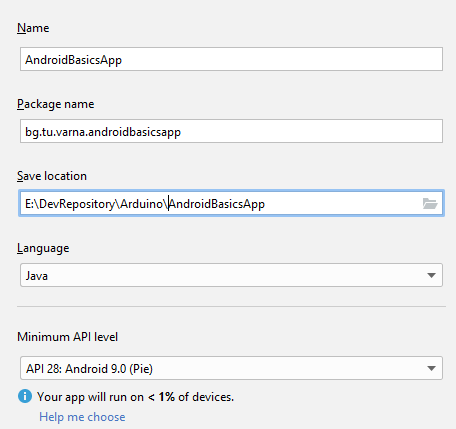 Name
AndroidBasicsApp
Package name
bg.tu.varna.androidbasicsapp
Save location
E:\DevRepository\Arduino\AndroidBasicsApp
Language
Java
Minimum API level
API 28: Android 9.0 (Pie)
Your app will run on < 1% of devices.
Help me choose